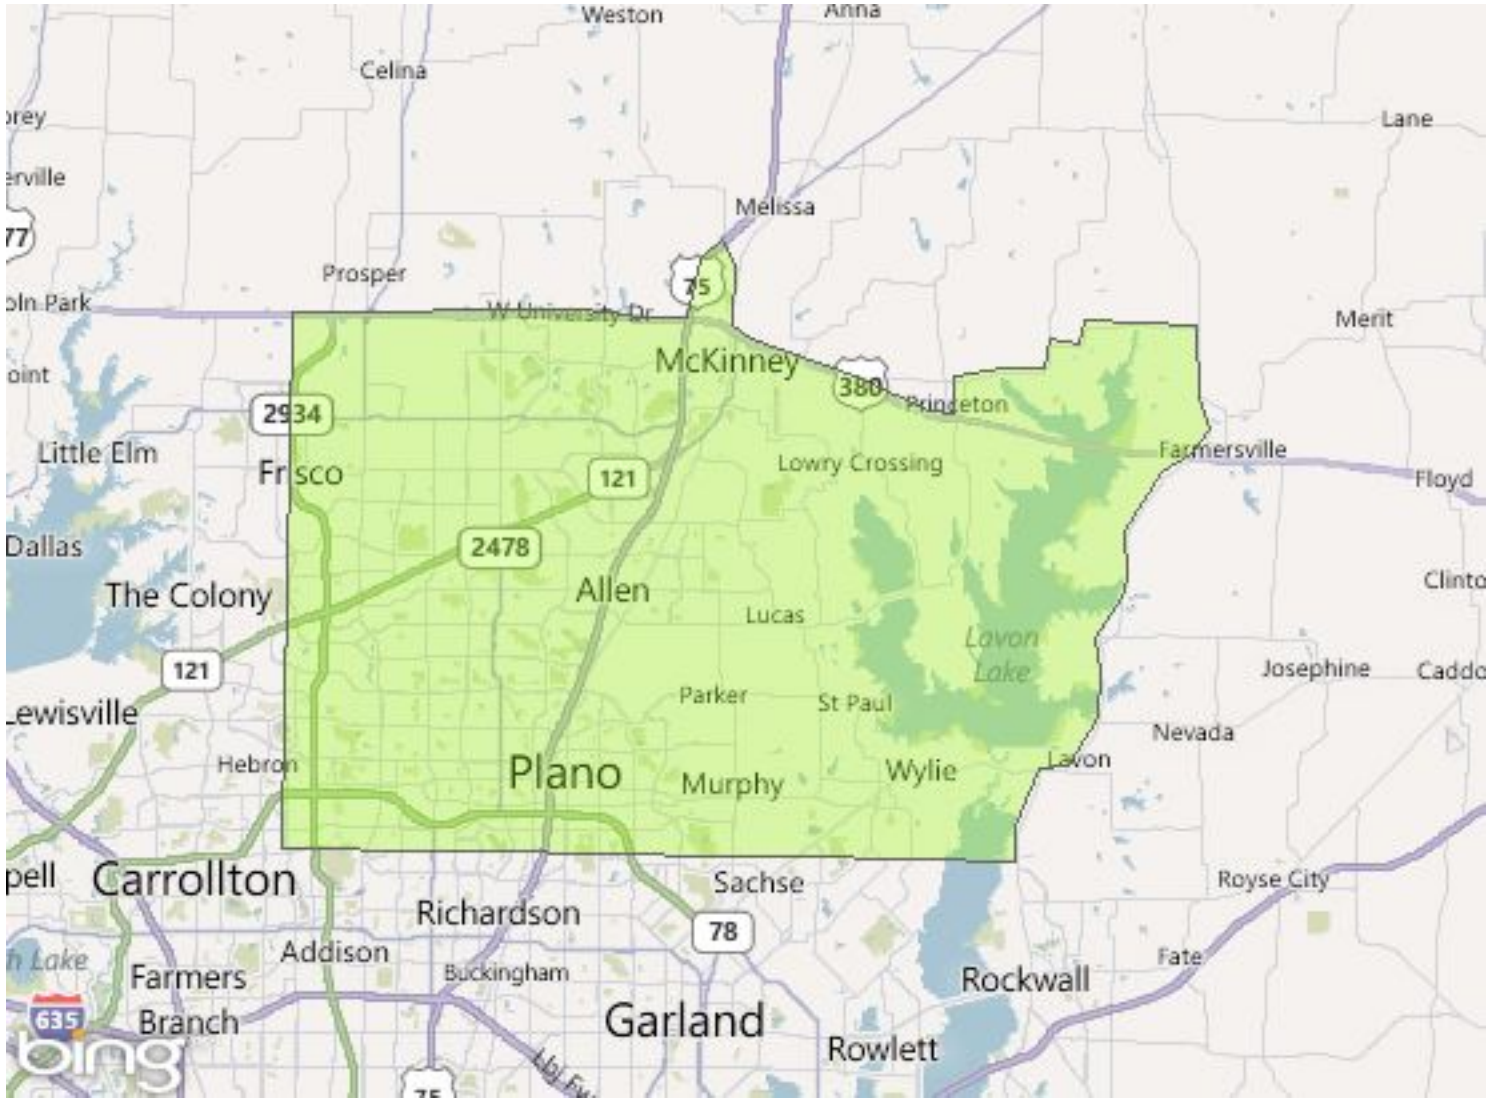 Weston
Anna
Celina
Lane
77
Melissa
Prosper
75
W University Dr
Merit
McKinney
380
Princeton
2934
Little Elm
Frisco
Lowry Crossing
Farmersville
121
Floyd
Dallas
2478
The Colony
Allen
Lucas
Lavon
Lake
121
Josephine
Parker
St Paul
Lewisville
Nevada
Hebron
Plano
Murphy
Wylie
Lavon
Carrollton
Sachse
Royse City
Richardson
78
Addison
Lake
Farmers
Branch
Buckingham
Fate
Rockwall
635
Garland
bing
Rowlett
75